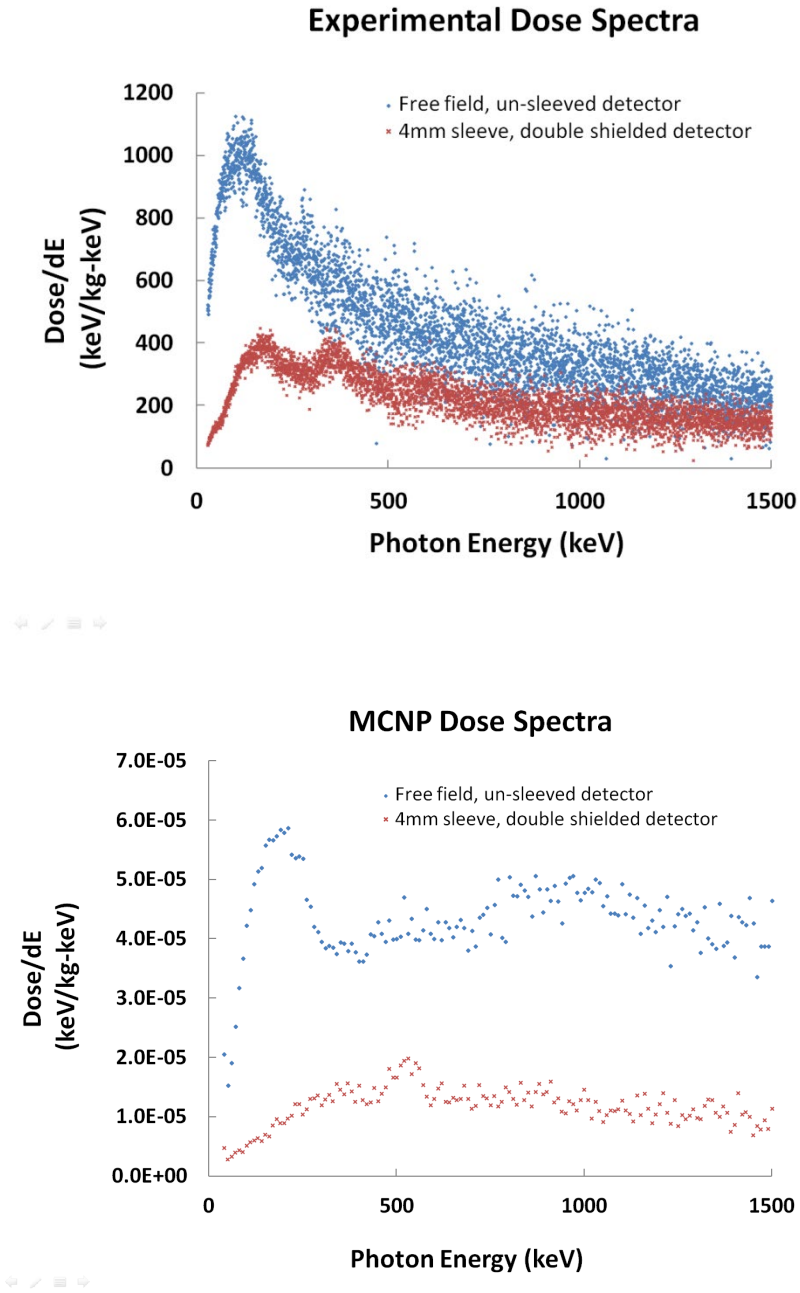 Experimental Dose Spectra
Free field, un-sleeved detector
4mm sleeve, double shielded detector
1200
1000
800
600
400
200
0
Dose/dE
(keV/kg-keV)
0 500 1000 1500
Photon Energy (keV)
MCNP Dose Spectra
Free field, un-sleeved detector
4mm sleeve, double shielded detector
7.0E-05
6.0E-05
5.0E-05
4.0E-05
3.0E-05
2.0E-05
1.0E-05
0.0E+00
Dose/dE
(keV/kg-keV)
0 500 1000 1500
Photon Energy (keV)